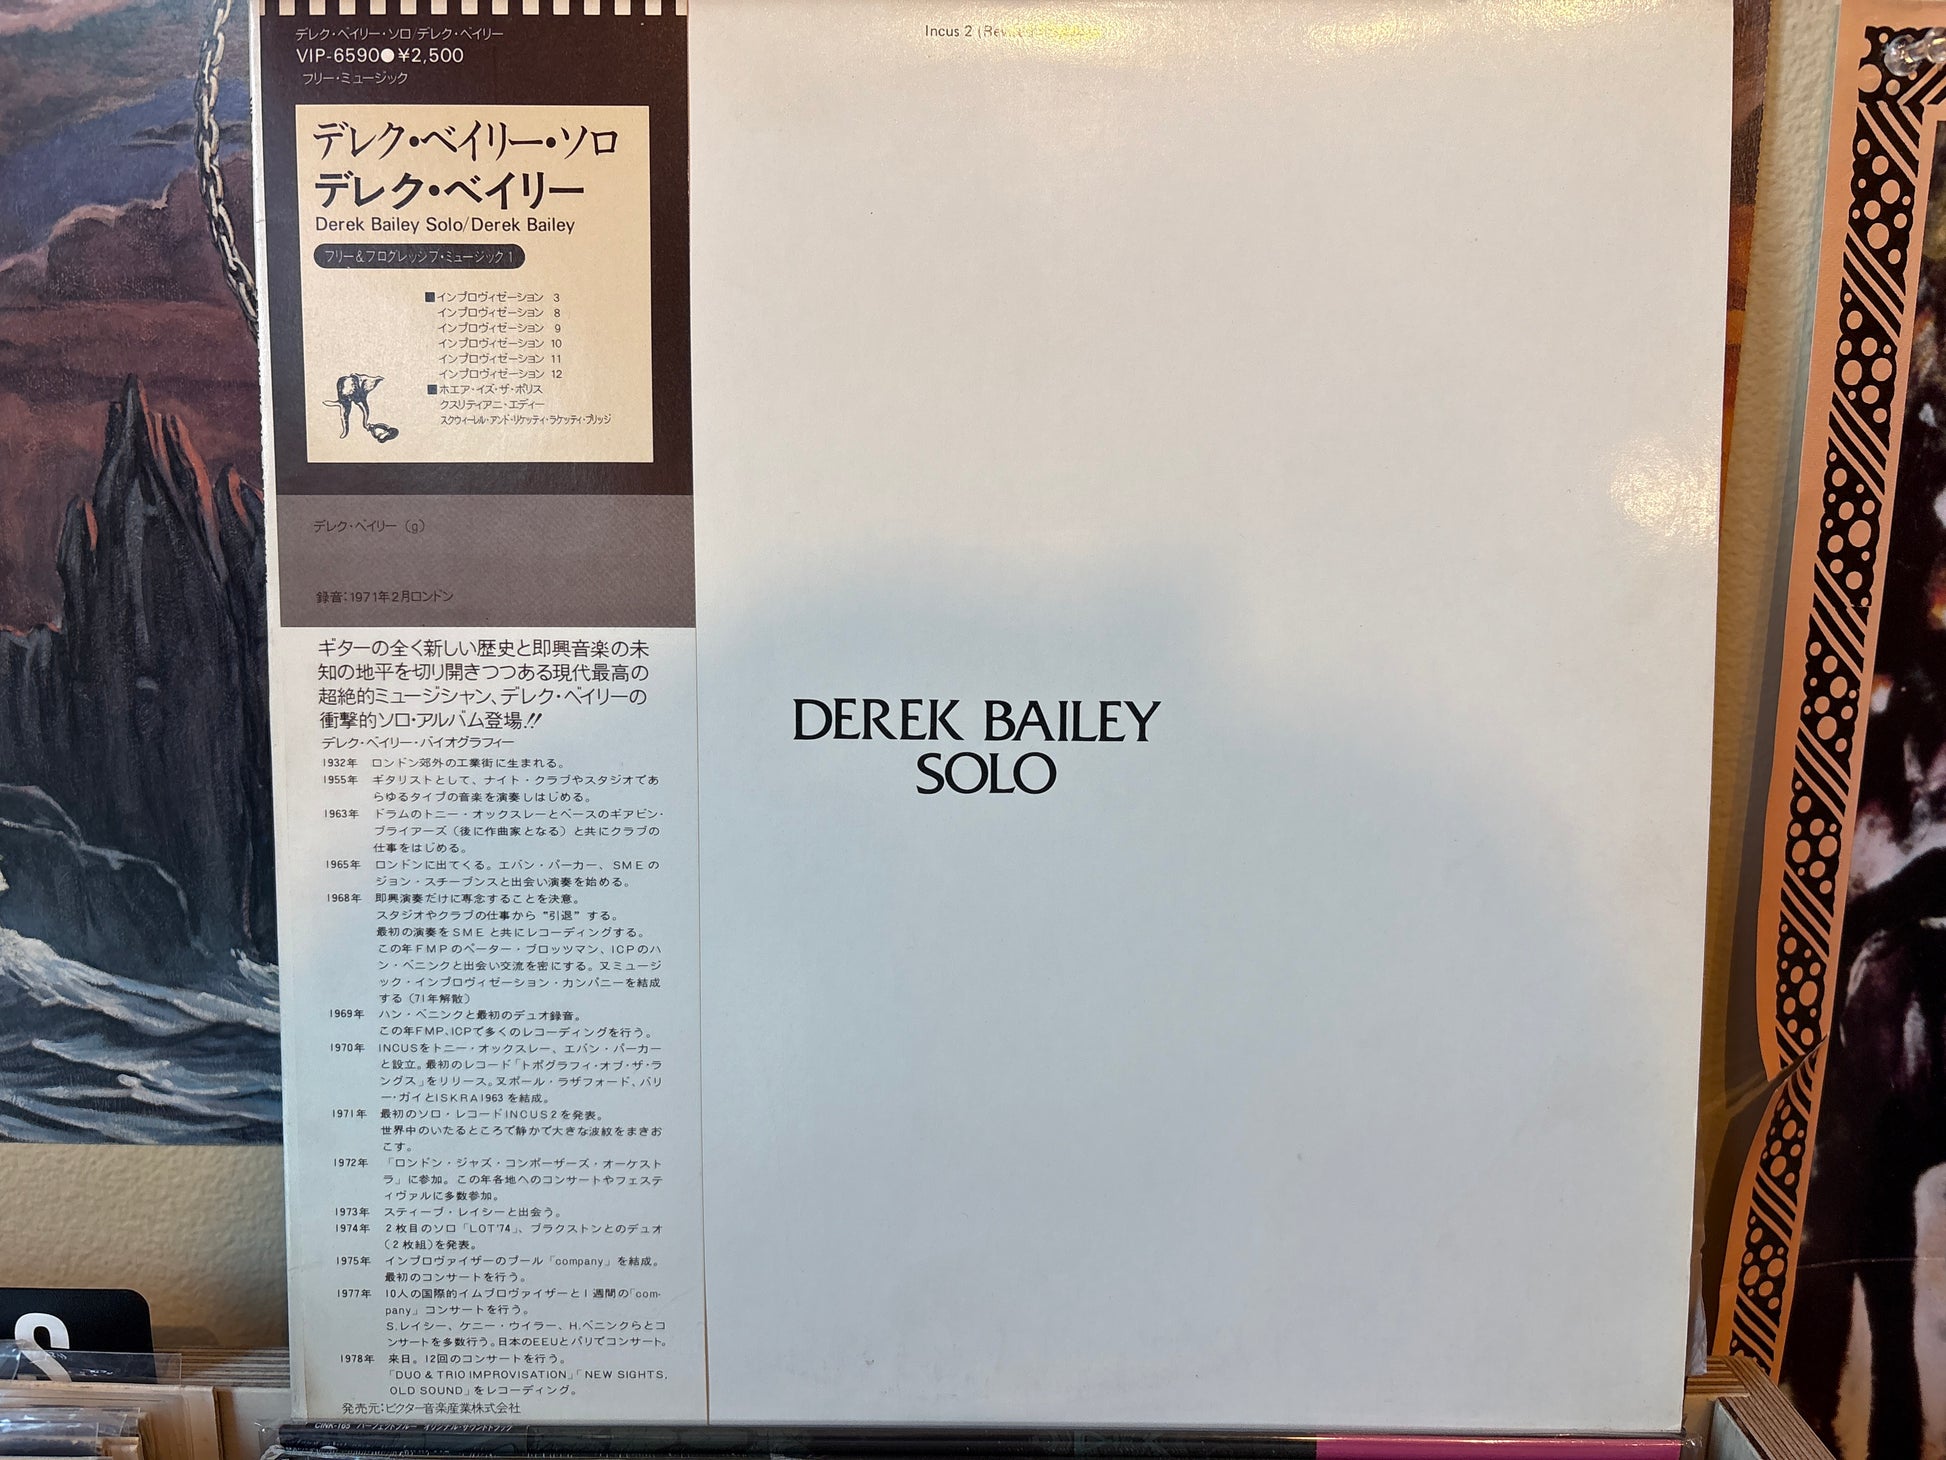 デレク・ベイリー・ソロ/デレク・ベイリー
VIP-6590●¥2,500
フリー・ミュージック
デレク・ベイリー・ソロ
デレク・ベイリー
Derek Bailey Solo/Derek Bailey
フリー&プログレッシブ・ミュージック1
■インプロヴィゼーション 3
インプロヴィゼーション 8
インプロヴィゼーション 9
インプロヴィゼーション 10
インプロヴィゼーション 11
インプロヴィゼーション 12
■ホエア・イズ・ザ・ポリス
クスリティアニ・エディー
スクウィーレル・アンド・リケッティ・ラケッティ・ブリッジ
デレク・ベイリー (g)
録音:1971年2月ロンドン
ギターの全く新しい歴史と即興音楽の未
知の地平を切り開きつつある現代最高の
超絶的ミュージシャン、デレク・ベイリーの
衝撃的ソロ・アルバム登場!!
デレク・ベイリー・バイオグラフィー
1932年 ロンドン郊外の工業街に生まれる。
1955年 ギタリストとして、ナイト・クラブやスタジオであ
らゆるタイプの音楽を演奏しはじめる。
1963年 ドラムのトニー・オックスレーとベースのギアビン・
ブライアーズ(後に作曲家となる)と共にクラブの
仕事をはじめる。
1965年 ロンドンに出てくる。エバン・パーカー、SMEの
ジョン・スチーブンスと出会い演奏を始める。
1968年 即興演奏だけに専念することを決意。
スタジオやクラブの仕事から“引退”する。
最初の演奏をSMEと共にレコーディングする。
この年FMPのペーター・ブロッツマン、ICPのハ
ン・ベニンクと出会い交流を密にする。又ミュージ
ック・インプロヴィゼーション・カンパニーを結成
する(71年解散)
1969年 ハン・ベニンクと最初のデュオ録音。
この年FMP、ICPで多くのレコーディングを行う。
1970年 INCUSをトニー・オックスレー、エバン・パーカー
と設立。最初のレコード「トポグラフィ・オブ・ザ・ラ
ングス」をリリース。又ポール・ラザフォード、バリ
ー・ガイとISKRA1963を結成。
1971年 最初のソロ・レコードINCUS2を発表。
世界中のいたるところで静かで大きな波紋をまきお
こす。
1972年 「ロンドン・ジャズ・コンポーザーズ・オーケスト
ラ」に参加。この年各地へのコンサートやフェステ
ィヴァルに多数参加。
1973年 スティーブ・レイシーと出会う。
1974年 2枚目のソロ「LOT'74」、ブラクストンとのデュオ
(2枚組)を発表。
1975年 インプロヴァイザーのプール「company」を結成。
最初のコンサートを行う。
1977年 10人の国際的イムプロヴァイザーと1週間の「com-
pany」コンサートを行う。
S.レイシー、ケニー・ウイラー、H.ベニンクらとコ
ンサートを多数行う。日本のEEUとパリでコンサート。
1978年 来日。12回のコンサートを行う。
「DUO & TRIO IMPROVISATION」「NEW SIGHTS,
OLD SOUND」をレコーディング。
発売元:ビクター音楽産業株式会社
Incus 2
DEREK BAILEY
SOLO
S